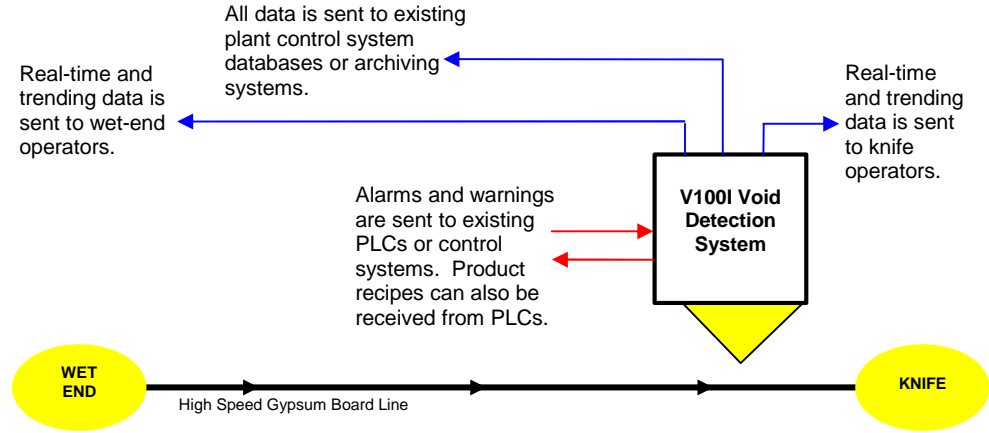 All data is sent to existing
plant control system
databases or archiving
systems.
Real-time and
trending data is
sent to wet-end
operators.
Real-time
and trending
data is sent
to knife
operators.
Alarms and warnings
are sent to existing
PLCs or control
systems.  Product
recipes can also be
received from PLCs.
V100I Void
Detection
System
WET
END
High Speed Gypsum Board Line
KNIFE